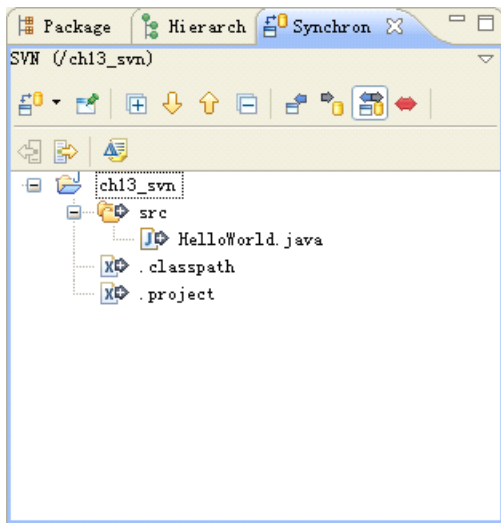 Package Hierarch Synchron
SVN (/ch13_svn)
ch13_svn
src
HelloWorld.java
.classpath
.project